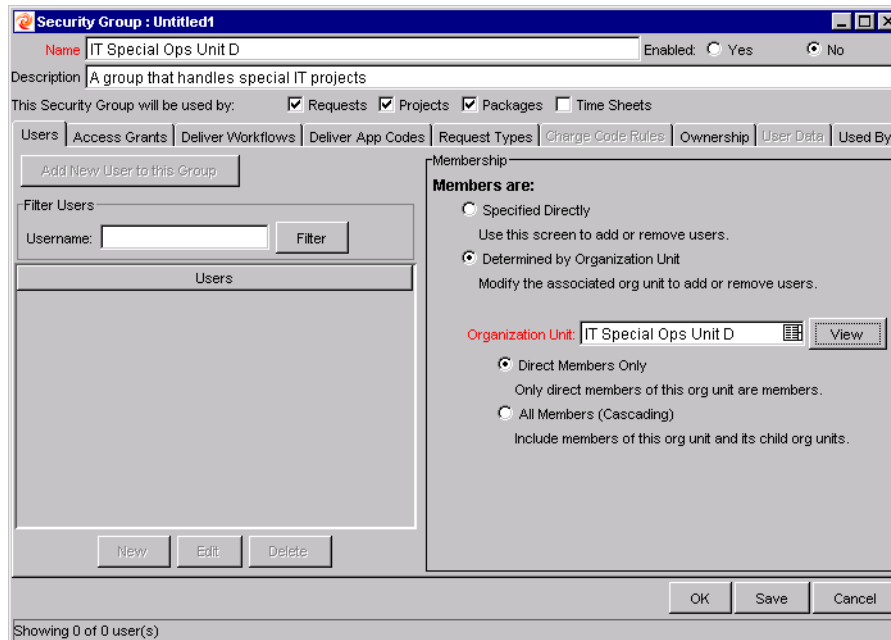 Security Group : Untitled1
Name IT Special Ops Unit D Enabled: Yes No
Description A group that handles special IT projects
This Security Group will be used by: Requests Projects Packages Time Sheets
Users Access Grants Deliver Workflows Deliver App Codes Request Types Charge Code Rules Ownership User Data Used By
Add New User to this Group
Filter Users
Username: Filter
Users
New Edit Delete
Membership
Members are:
Specified Directly
Use this screen to add or remove users.
Determined by Organization Unit
Modify the associated org unit to add or remove users.
Organization Unit: IT Special Ops Unit D View
Direct Members Only
Only direct members of this org unit are members.
All Members (Cascading)
Include members of this org unit and its child org units.
OK Save Cancel
Showing 0 of 0 user(s)